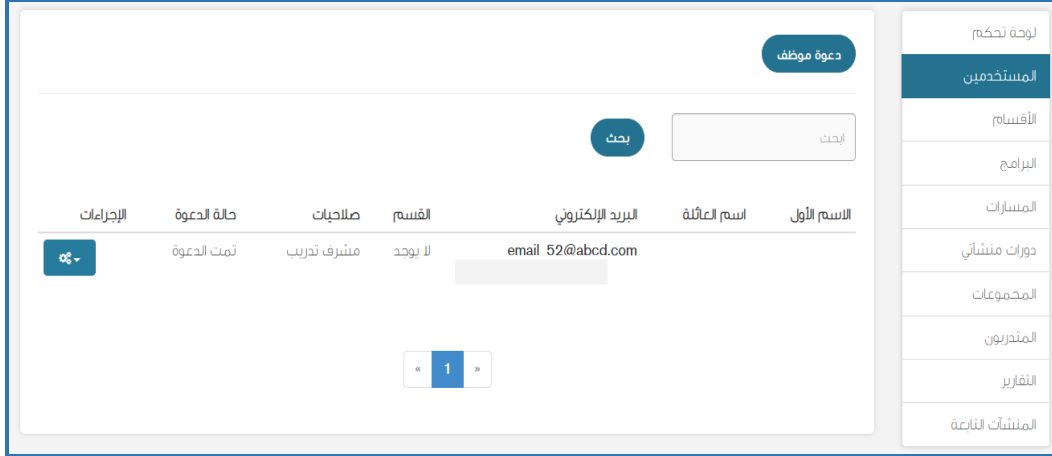 لوحة تحكم
المستخدمين
الأقسام
البرامج
المسارات
دورات منشأتي
المجموعات
المتدربون
التقارير
المنشآت التابعة
دعوة موظف
ابحث بحث
الاسم الأول اسم العائلة البريد الإلكتروني القسم صلاحيات حالة الدعوة الإجراءات
email 52@abcd.com لا يوجد مشرف تدريب تمت الدعوة
« 1 »